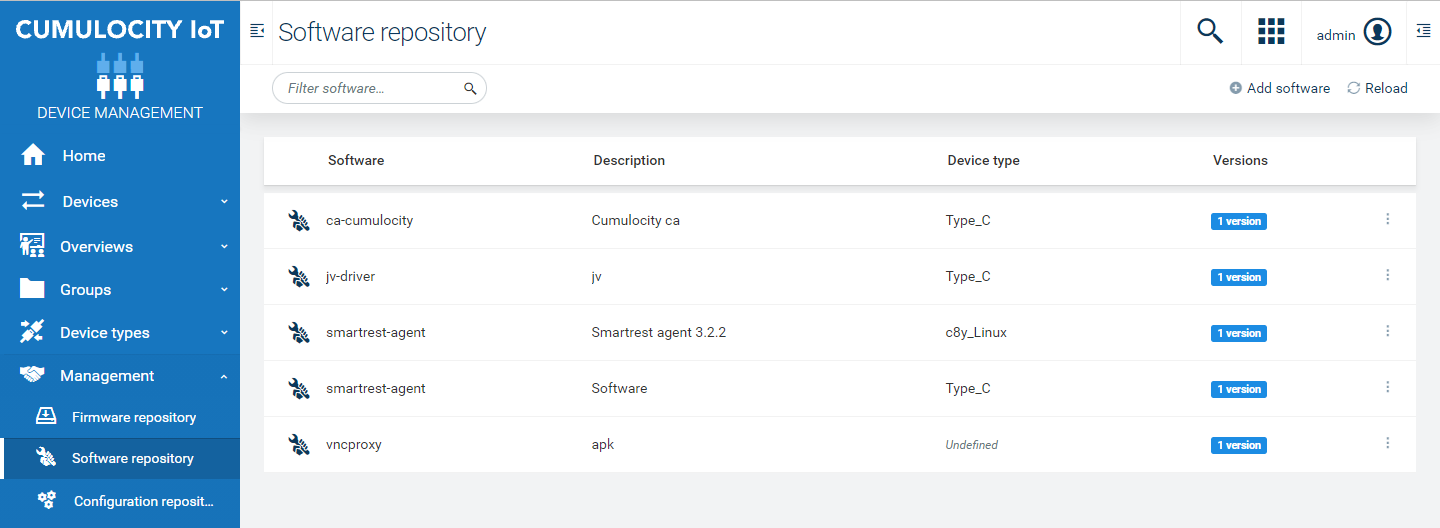 CUMULOCITY IoT
DEVICE MANAGEMENT
Home
Devices
Overviews
Groups
Device types
Management
Firmware repository
Software repository
Configuration reposit...
Software repository
admin
Filter software...
Add software
Reload
Software Description Device type Versions
ca-cumulocity Cumulocity ca Type_C 1 version
jv-driver jv Type_C 1 version
smartrest-agent Smartrest agent 3.2.2 c8y_Linux 1 version
smartrest-agent Software Type_C 1 version
vncproxy apk Undefined 1 version